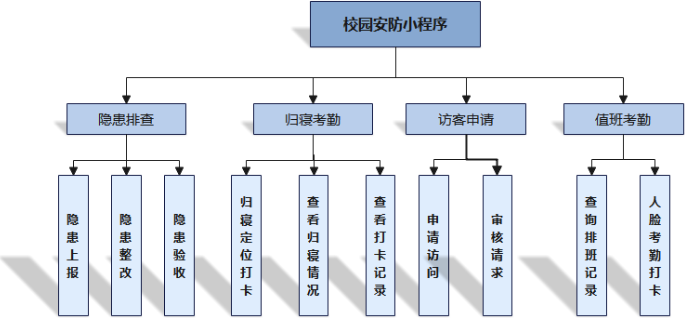 校园安防小程序
隐患排查
归寝考勤
访客申请
值班考勤
隐患上报
隐患整改
隐患验收
归寝定位打卡
查看归寝情况
查看打卡记录
申请访问
审核请求
查询排班记录
人脸考勤打卡